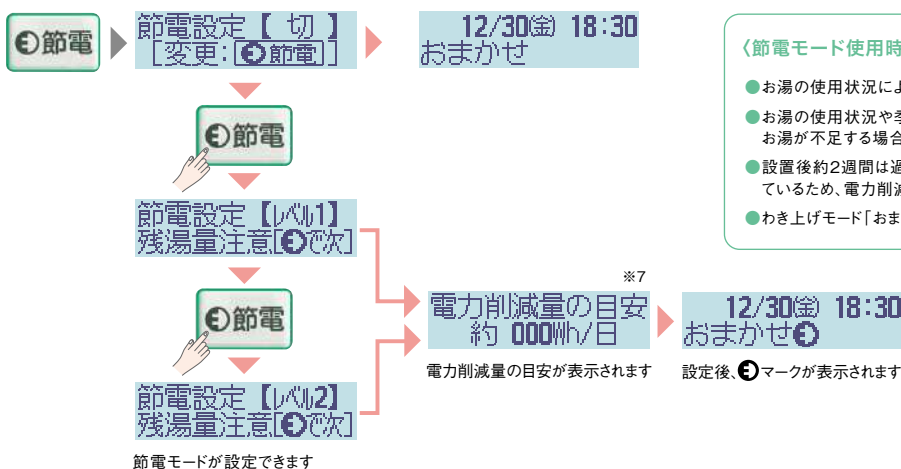 節電
節電設定【 切 】
[変更:節電]
12/30㈮ 18:30
おまかせ
節電
節電設定【レベル1】
残湯量注意[で次]
節電
節電設定【レベル2】
残湯量注意[で次]
節電モードが設定できます
※7
電力削減量の目安
約 000Wh/日
電力削減量の目安が表示されます
12/30㈮ 18:30
おまかせ
設定後、マークが表示されます
〈節電モード使用時
●お湯の使用状況によ
●お湯の使用状況や
お湯が不足する場合
●設置後約2週間は過
ているため、電力削減
●わき上げモード「おま